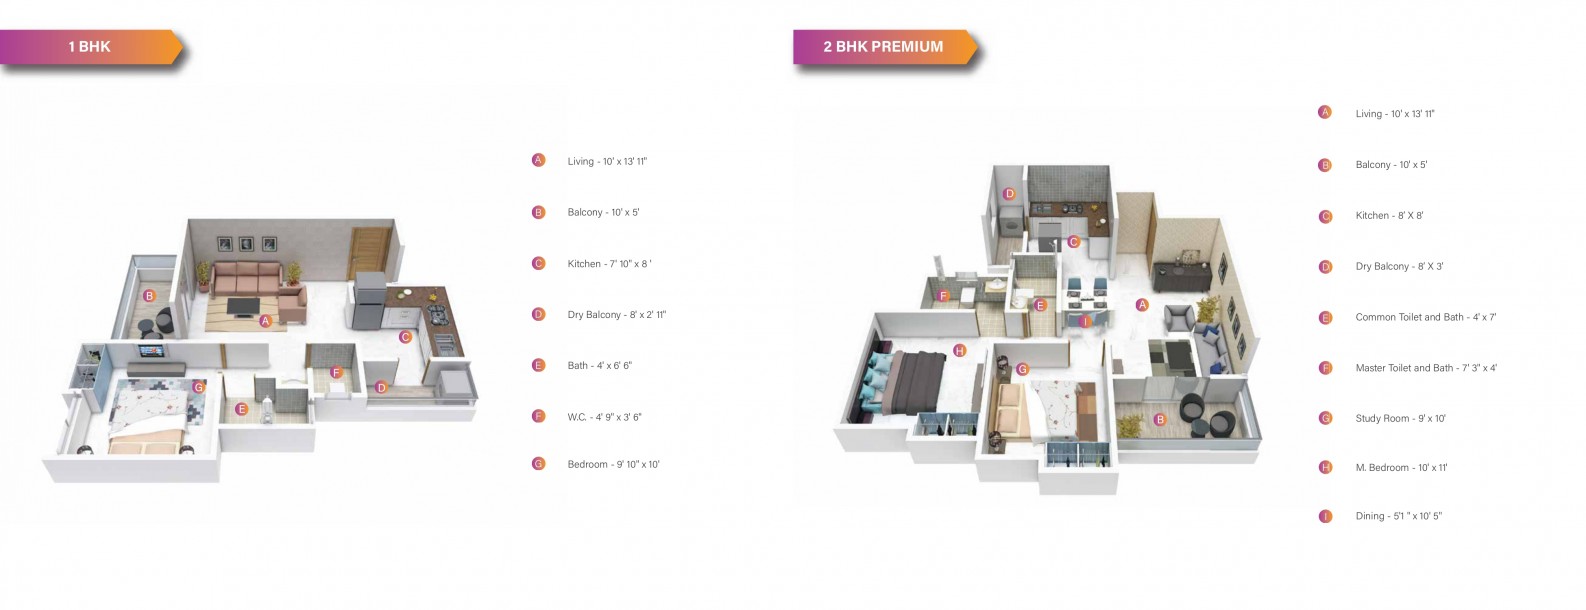 1 BHK
A Living - 10' x 13' 11"
B Balcony - 10' x 5'
C Kitchen - 7' 10" x 8 '
D Dry Balcony - 8' x 2' 11"
E Bath - 4' x 6' 6"
F W.C. - 4' 9" x 3' 6"
G Bedroom - 9' 10" x 10'
B
A
C
F
G
D
E
2 BHK PREMIUM
A Living - 10' x 13' 11"
B Balcony - 10' x 5'
C Kitchen - 8' X 8'
D Dry Balcony - 8' X 3'
E Common Toilet and Bath - 4' x 7'
F Master Toilet and Bath - 7' 3" x 4'
G Study Room - 9' x 10'
H M. Bedroom - 10' x 11'
I Dining - 5'1 " x 10' 5"
D
C
F
E
A
I
H
G
B